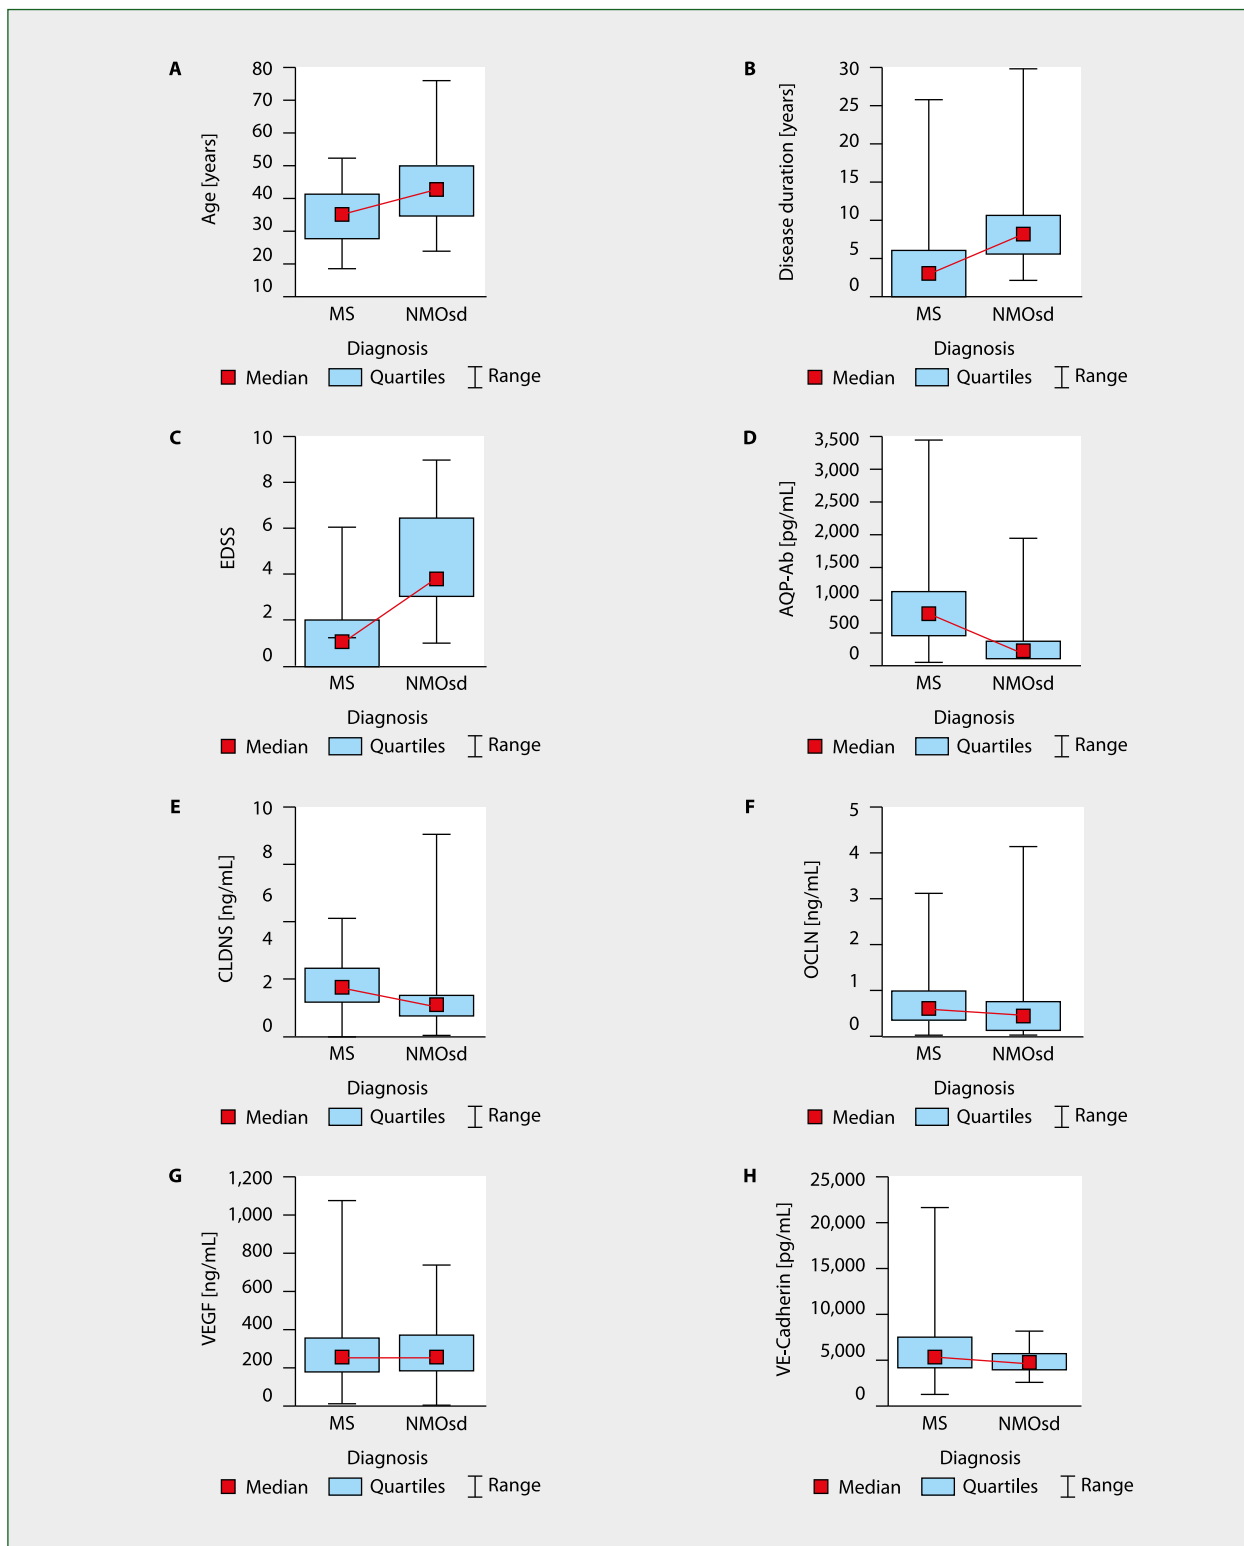 A
80
70
60
50
40
30
20
10
Age [years]
MS NMOsd
Diagnosis
Median Quartiles Range
B
30
25
20
15
10
5
0
Disease duration [years]
MS NMOsd
Diagnosis
Median Quartiles Range
C
10
8
6
4
2
0
EDSS
MS NMOsd
Diagnosis
Median Quartiles Range
D
3,500
3,000
2,500
2,000
1,500
1,000
500
0
AQP-Ab [pg/mL]
MS NMOsd
Diagnosis
Median Quartiles Range
E
10
8
6
4
2
0
CLDNS [ng/mL]
MS NMOsd
Diagnosis
Median Quartiles Range
F
5
4
3
2
1
0
OCLN [ng/mL]
MS NMOsd
Diagnosis
Median Quartiles Range
G
1,200
1,000
800
600
400
200
0
VEGF [ng/mL]
MS NMOsd
Diagnosis
Median Quartiles Range
H
25,000
20,000
15,000
10,000
5,000
0
VE-Cadherin [pg/mL]
MS NMOsd
Diagnosis
Median Quartiles Range